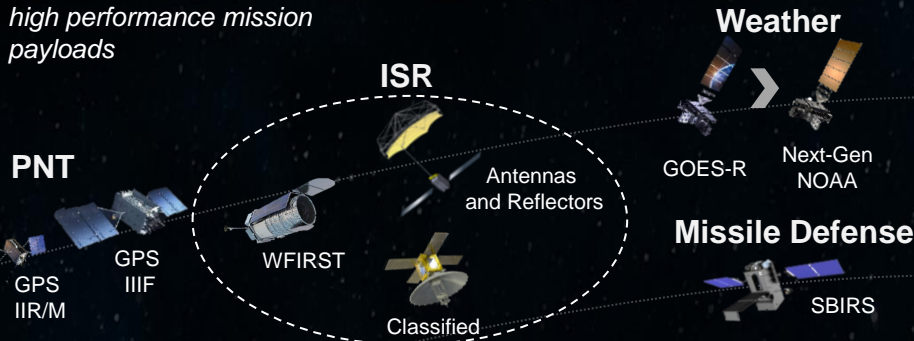 high performance mission
payloads
Weather
ISR
PNT
GOES-R
Next-Gen
NOAA
Antennas
and Reflectors
Missile Defense
WFIRST
GPS
IIIF
GPS
IIR/M
SBIRS
Classified